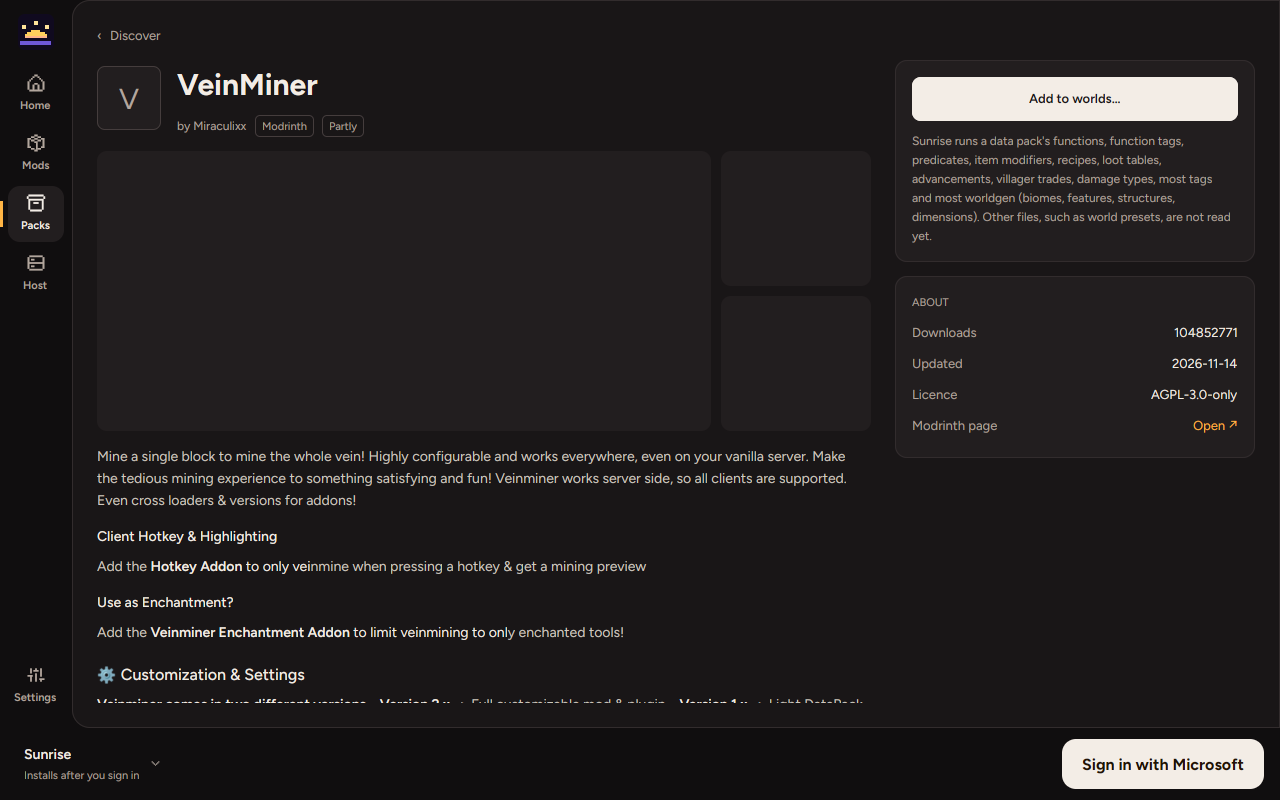 ‹ Discover
Home
Mods
Packs
Host
Settings
V
VeinMiner
by Miraculixx Modrinth Partly
Mine a single block to mine the whole vein! Highly configurable and works everywhere, even on your vanilla server. Make
the tedious mining experience to something satisfying and fun! Veinminer works server side, so all clients are supported.
Even cross loaders & versions for addons!
Client Hotkey & Highlighting
Add the Hotkey Addon to only veinmine when pressing a hotkey & get a mining preview
Use as Enchantment?
Add the Veinminer Enchantment Addon to limit veinmining to only enchanted tools!
⚙️ Customization & Settings
Veinminer comes in two different versions
Add to worlds...
Sunrise runs a data pack's functions, function tags,
predicates, item modifiers, recipes, loot tables,
advancements, villager trades, damage types, most tags
and most worldgen (biomes, features, structures,
dimensions). Other files, such as world presets, are not read
yet.
ABOUT
Downloads 104852771
Updated 2026-11-14
Licence AGPL-3.0-only
Modrinth page Open ↗
Sunrise
Installs after you sign in
Sign in with Microsoft